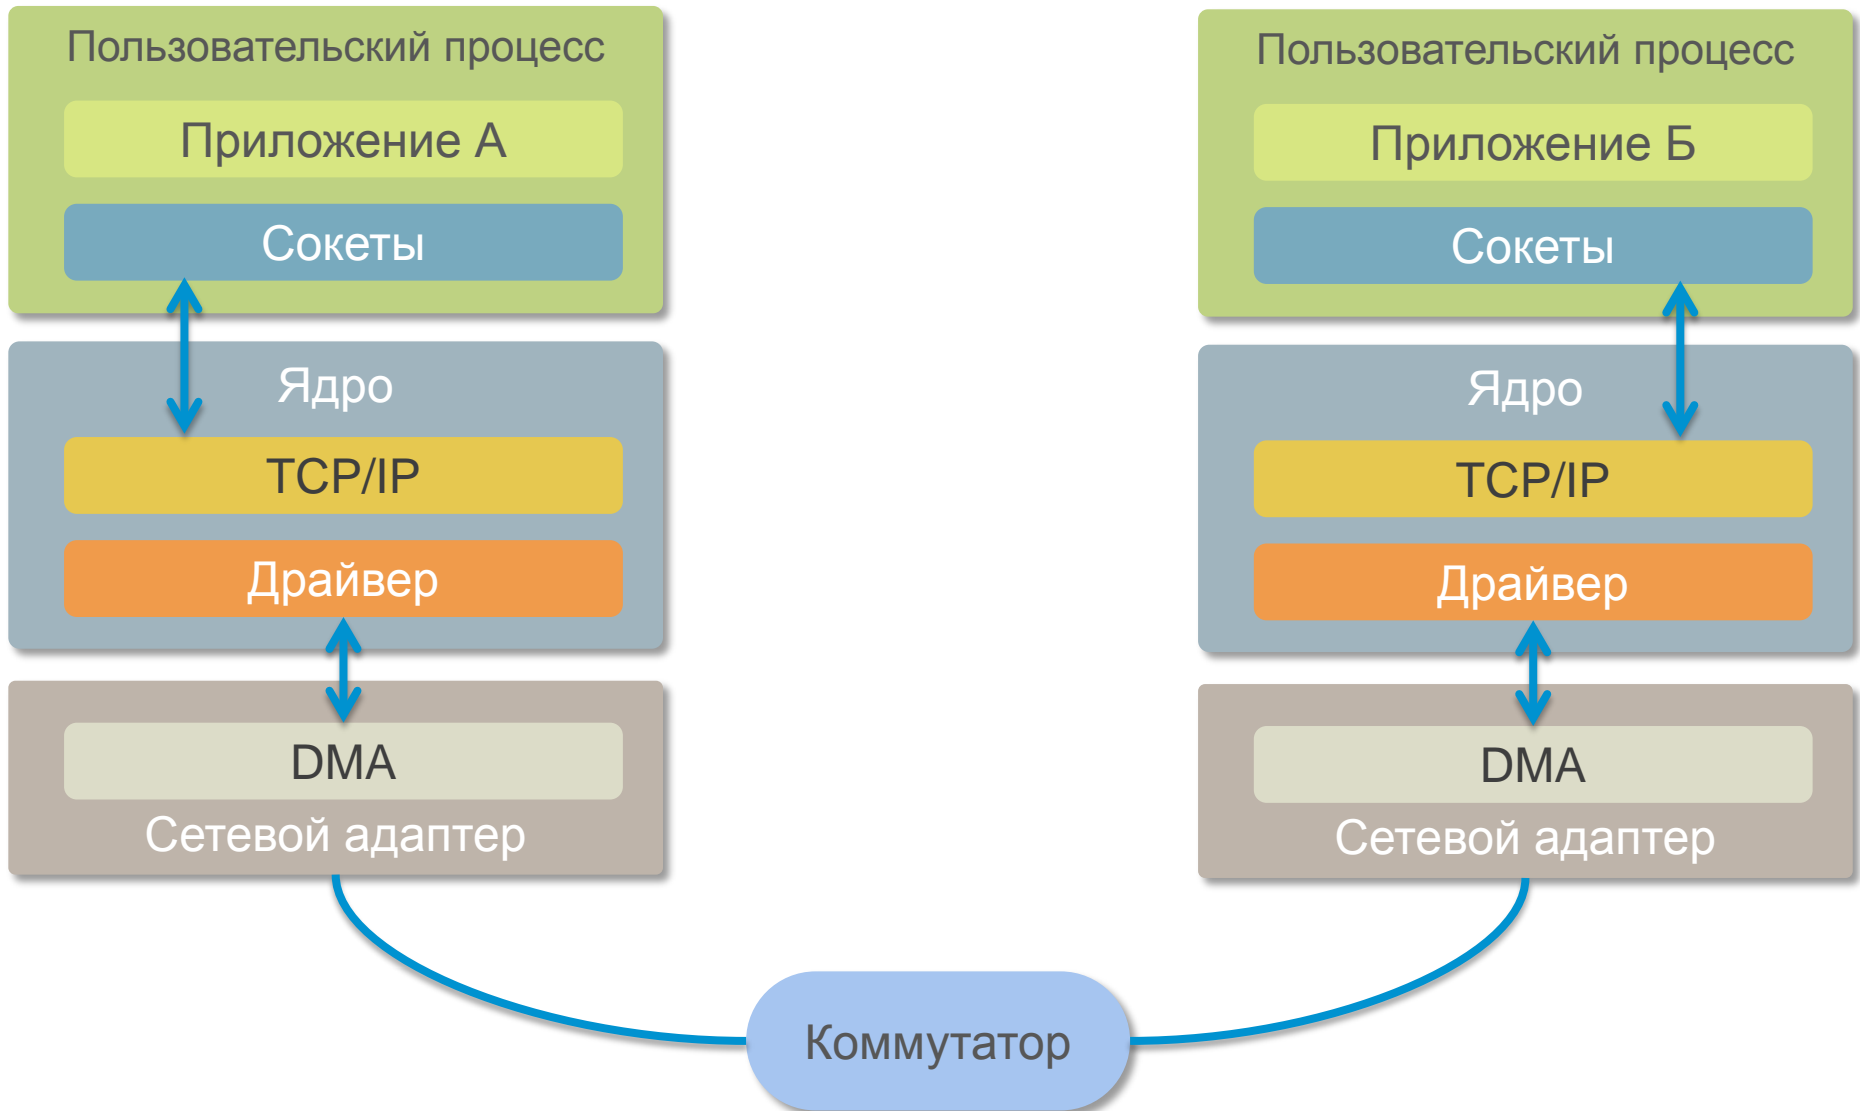 Пользовательский процесс
Приложение А
Сокеты
Ядро
TCP/IP
Драйвер
DMA
Сетевой адаптер
Пользовательский процесс
Приложение Б
Сокеты
Ядро
TCP/IP
Драйвер
DMA
Сетевой адаптер
Коммутатор